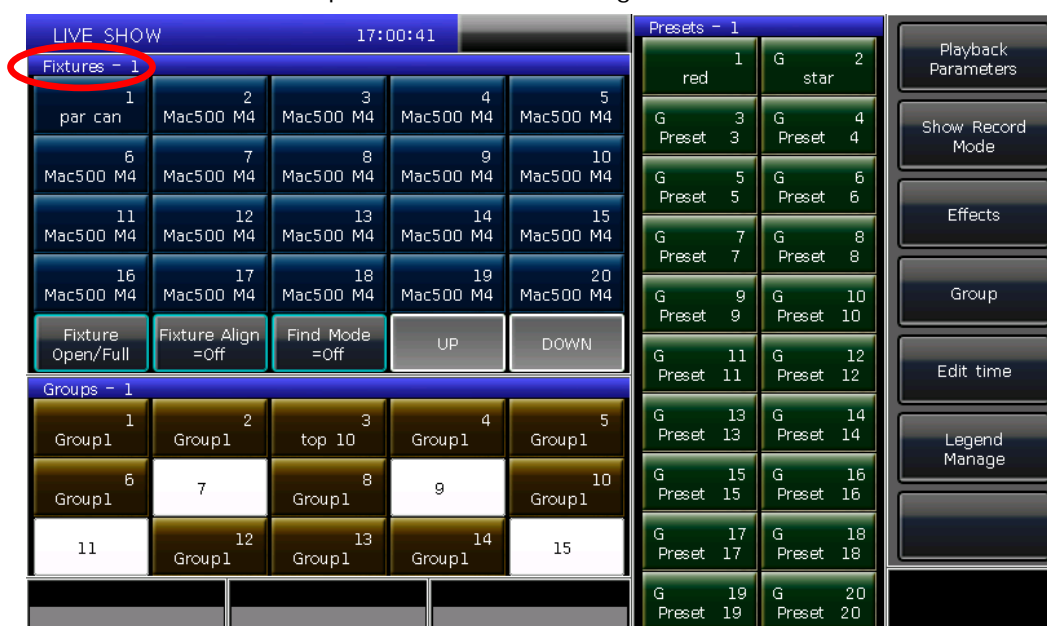 LIVE SHOW 17:00:41
Fixtures - 1
1 2 3 4 5
par can Mac500 M4 Mac500 M4 Mac500 M4 Mac500 M4
6 7 8 9 10
Mac500 M4 Mac500 M4 Mac500 M4 Mac500 M4 Mac500 M4
11 12 13 14 15
Mac500 M4 Mac500 M4 Mac500 M4 Mac500 M4 Mac500 M4
16 17 18 19 20
Mac500 M4 Mac500 M4 Mac500 M4 Mac500 M4 Mac500 M4
Fixture Fixture Align Find Mode UP DOWN
Open/Full =Off =Off
Groups - 1
1 2 3 4 5
Group1 Group1 top 10 Group1 Group1
6 7 8 9 10
Group1 Group1 Group1
11 12 13 14 15
Group1 Group1 Group1
Presets - 1
1 G 2
red star
G 3 G 4
Preset 3 Preset 4
G 5 G 6
Preset 5 Preset 6
G 7 G 8
Preset 7 Preset 8
G 9 G 10
Preset 9 Preset 10
G 11 G 12
Preset 11 Preset 12
G 13 G 14
Preset 13 Preset 14
G 15 G 16
Preset 15 Preset 16
G 17 G 18
Preset 17 Preset 18
G 19 G 20
Preset 19 Preset 20
Playback
Parameters
Show Record
Mode
Effects
Group
Edit time
Legend
Manage